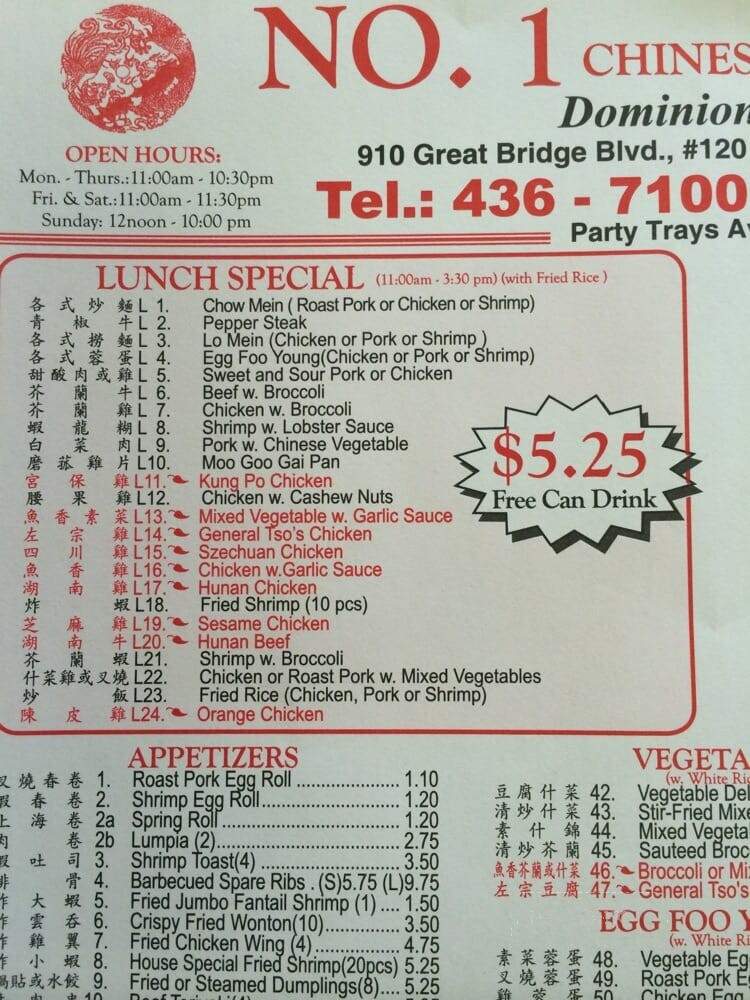 NO. 1 CHINES
Dominion
910 Great Bridge Blvd., #120
Tel.: 436 - 7100
Party Trays Av
OPEN HOURS:
Mon. - Thurs.:11:00am - 10:30pm
Fri. & Sat.:11:00am - 11:30pm
Sunday: 12noon - 10:00 pm
LUNCH SPECIAL (11:00am - 3:30 pm) (with Fried Rice )
各式炒麵 L 1. Chow Mein ( Roast Pork or Chicken or Shrimp)
青椒牛 L 2. Pepper Steak
各式撈麵 L 3. Lo Mein (Chicken or Pork or Shrimp )
各式蓉蛋 L 4. Egg Foo Young(Chicken or Pork or Shrimp)
甜酸肉或雞 L 5. Sweet and Sour Pork or Chicken
芥蘭牛 L 6. Beef w. Broccoli
芥蘭雞 L 7. Chicken w. Broccoli
蝦龍糊 L 8. Shrimp w. Lobster Sauce
白菜肉 L 9. Pork w. Chinese Vegetable
磨菇雞片 L10. Moo Goo Gai Pan
宮保雞 L11. Kung Po Chicken
腰果雞 L12. Chicken w. Cashew Nuts
魚香素菜 L13. Mixed Vegetable w. Garlic Sauce
左宗雞 L14. General Tso's Chicken
四川雞 L15. Szechuan Chicken
魚香雞 L16. Chicken w.Garlic Sauce
湖南雞 L17. Hunan Chicken
炸蝦 L18. Fried Shrimp (10 pcs)
芝麻雞 L19. Sesame Chicken
湖南牛 L20. Hunan Beef
芥蘭蝦 L21. Shrimp w. Broccoli
什菜雞或叉燒 L22. Chicken or Roast Pork w. Mixed Vegetables
炒飯 L23. Fried Rice (Chicken, Pork or Shrimp)
陳皮雞 L24. Orange Chicken
$5.25
Free Can Drink
APPETIZERS
叉燒春卷 1. Roast Pork Egg Roll 1.10
春卷 2. Shrimp Egg Roll 1.20
上海卷 2a Spring Roll 1.20
卷 2b Lumpia (2) 2.75
吐司 3. Shrimp Toast(4) 3.50
骨 4. Barbecued Spare Ribs . (S)5.75 (L)9.75
大蝦 5. Fried Jumbo Fantail Shrimp (1) 1.50
雲吞 6. Crispy Fried Wonton(10) 3.50
雞翼 7. Fried Chicken Wing (4) 4.75
小蝦 8. House Special Fried Shrimp(20pcs) 5.25
貼或水餃 9. Fried or Steamed Dumplings(8) 5.25
VEGETA
(w. White Ric
豆腐什菜 42. Vegetable Del
清炒什菜 43. Stir-Fried Mixe
素什錦 44. Mixed Vegeta
清炒芥蘭 45. Sauteed Broc
魚香芥蘭或什菜 46. Broccoli or Mi
左宗豆腐 47. General Tso's
EGG FOO Y
(w. White Ri
素菜蓉蛋 48. Vegetable Eg
叉燒蓉蛋 49. Roast Pork E
雞蓉蛋 50. Chicken Egg